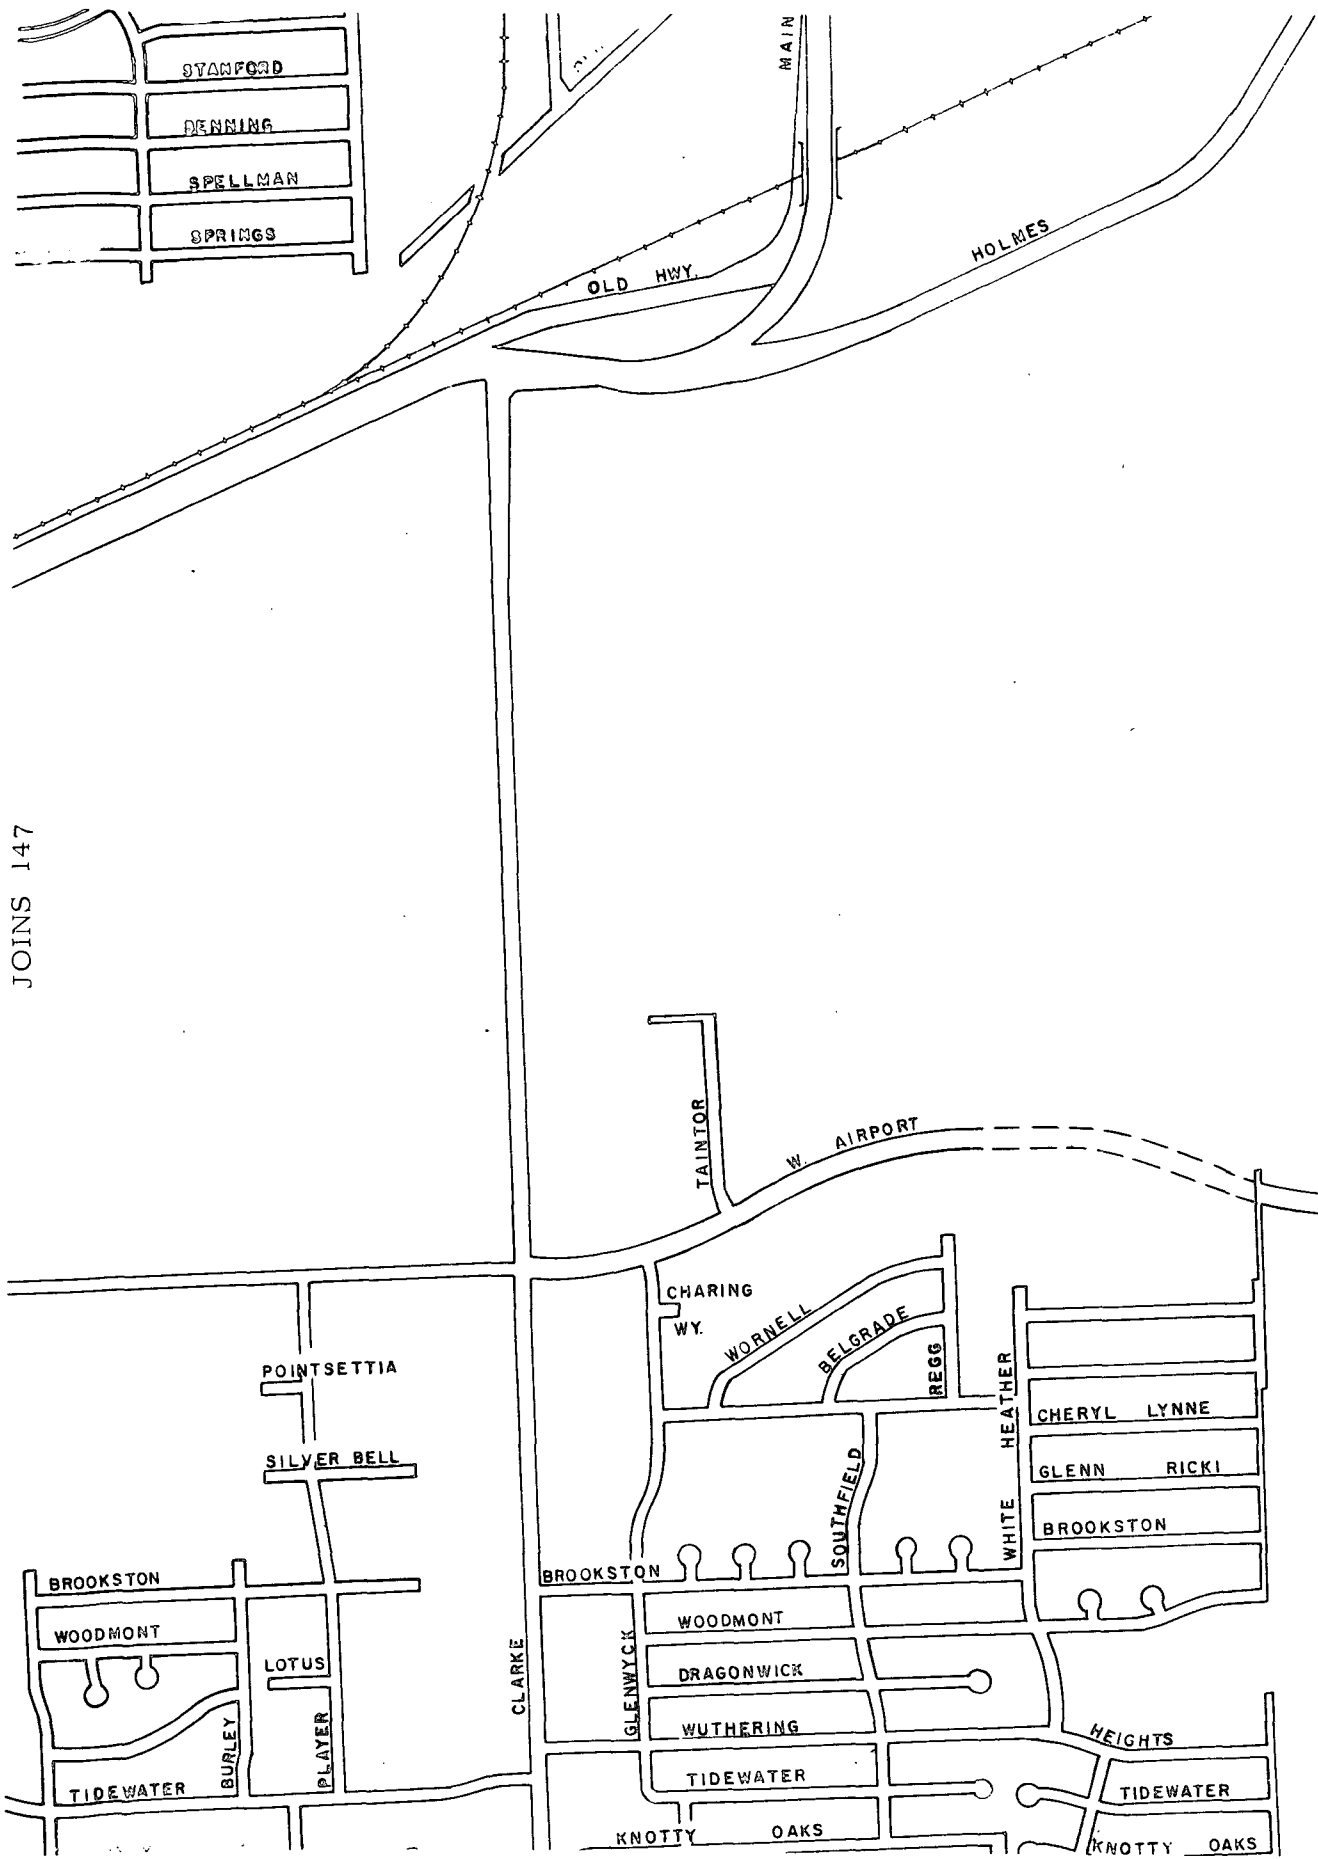 STANFORD
BENNING
SPELLMAN
SPRINGS
MAIN
OLD HWY.
HOLMES
JOINS 147
TAINTOR
W. AIRPORT
CHARING
WY.
WORNELL
BELGRADE
REGG
WHITE HEATHER
POINTSETTIA
SILVER BELL
CHERYL LYNNE
GLENN RICKI
BROOKSTON
SOUTHFIELD
BROOKSTON
BROOKSTON
WOODMONT
WOODMONT
LOTUS
CLARKE
GLENWYCK
DRAGONWICK
WUTHERING
HEIGHTS
BURLEY
PLAYER
TIDEWATER
TIDEWATER
TIDEWATER
KNOTTY OAKS
KNOTTY OAKS